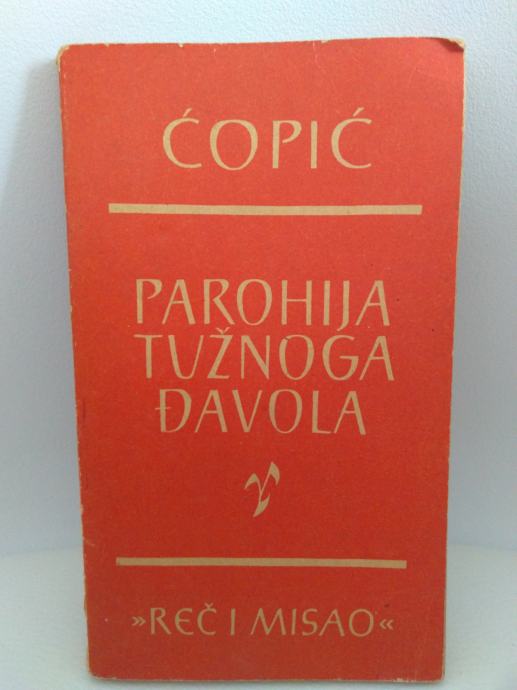 ĆOPIĆ
PAROHIJA
TUŽNOGA
ĐAVOLA
»REČ I MISAO«